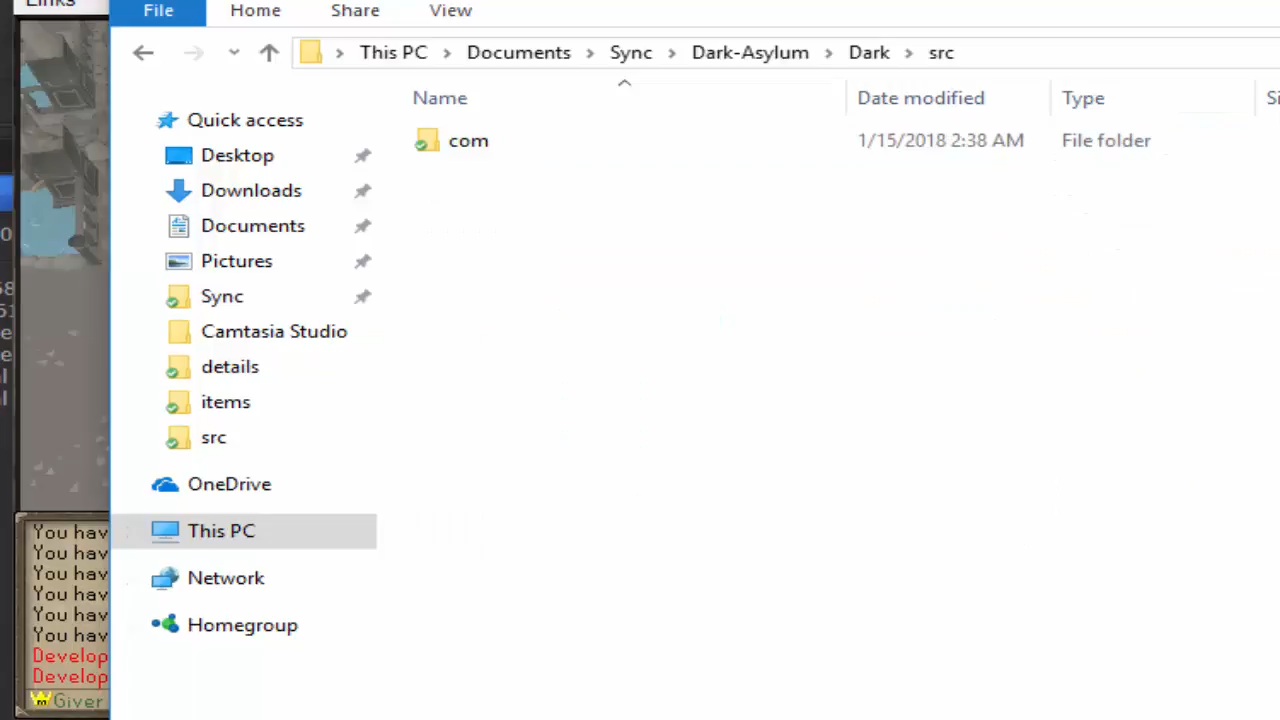 Links
File Home Share View
This PC Documents Sync Dark-Asylum Dark src
Name Date modified Type
com 1/15/2018 2:38 AM File folder
Quick access
Desktop
Downloads
Documents
Pictures
Sync
Camtasia Studio
details
items
src
OneDrive
This PC
Network
Homegroup
You hav
You hav
You hav
You hav
You hav
You hav
Develop
Develop
Giver